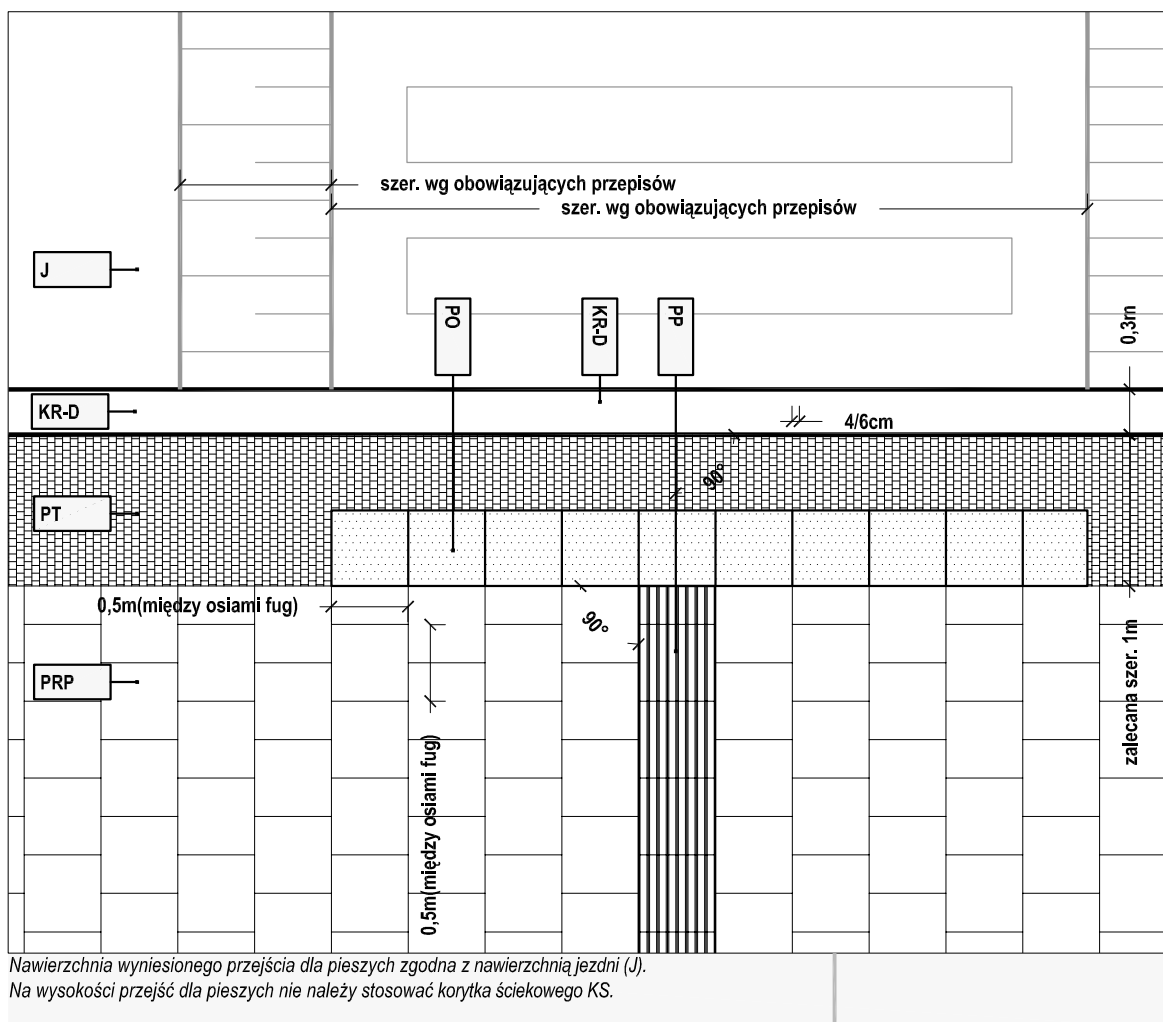 szer. wg obowiązujących przepisów
szer. wg obowiązujących przepisów
J
PO
KR-D
PP
0,3m
KR-D
4/6cm
90°
PT
0,5m(między osiami fug)
90°
PRP
0,5m(między osiami fug)
zalecana szer. 1m
Nawierzchnia wyniesionego przejścia dla pieszych zgodna z nawierzchnią jezdni (J).
Na wysokości przejść dla pieszych nie należy stosować korytka ściekowego KS.